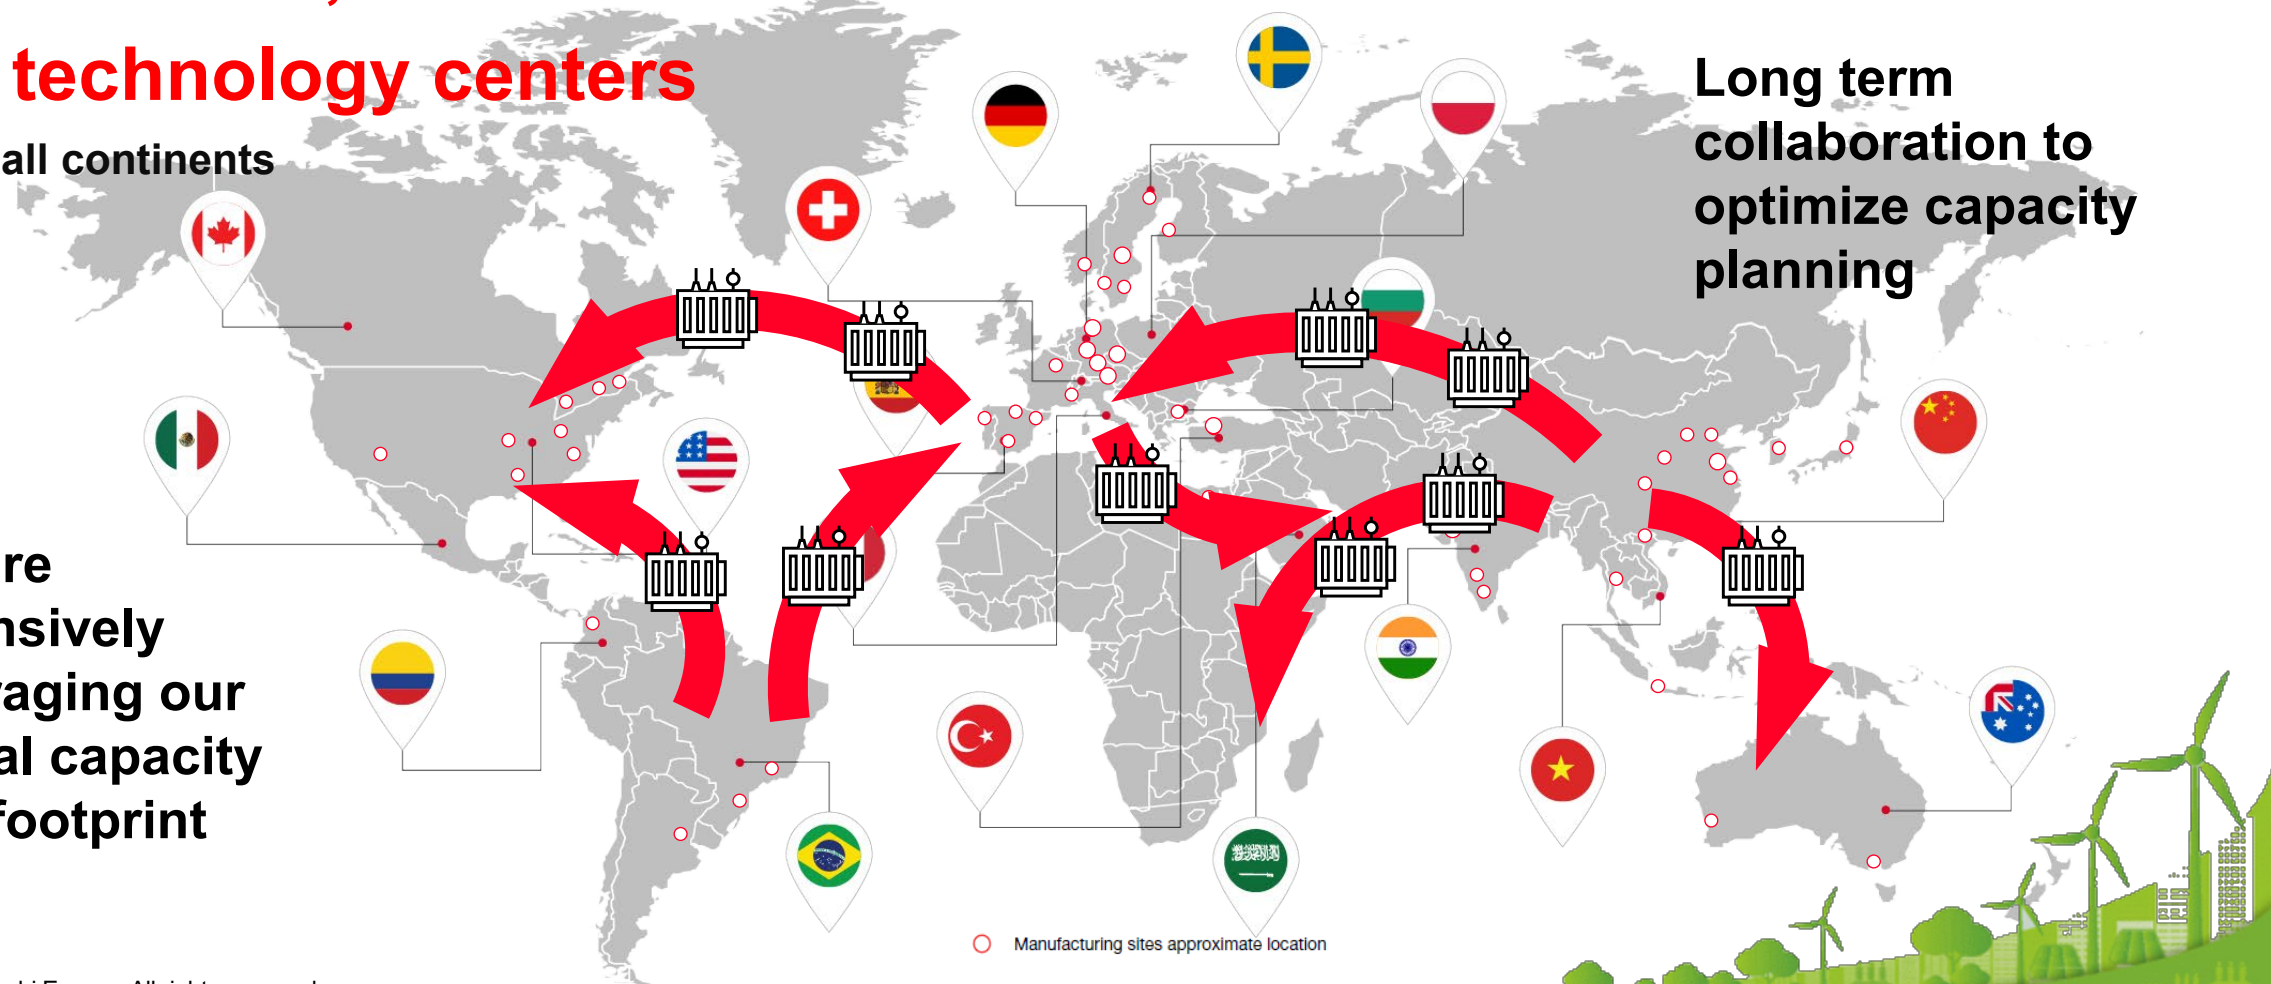 technology centers
all continents
Long term
collaboration to
optimize capacity
planning
re
nsively
raging our
al capacity
footprint
Manufacturing sites approximate location